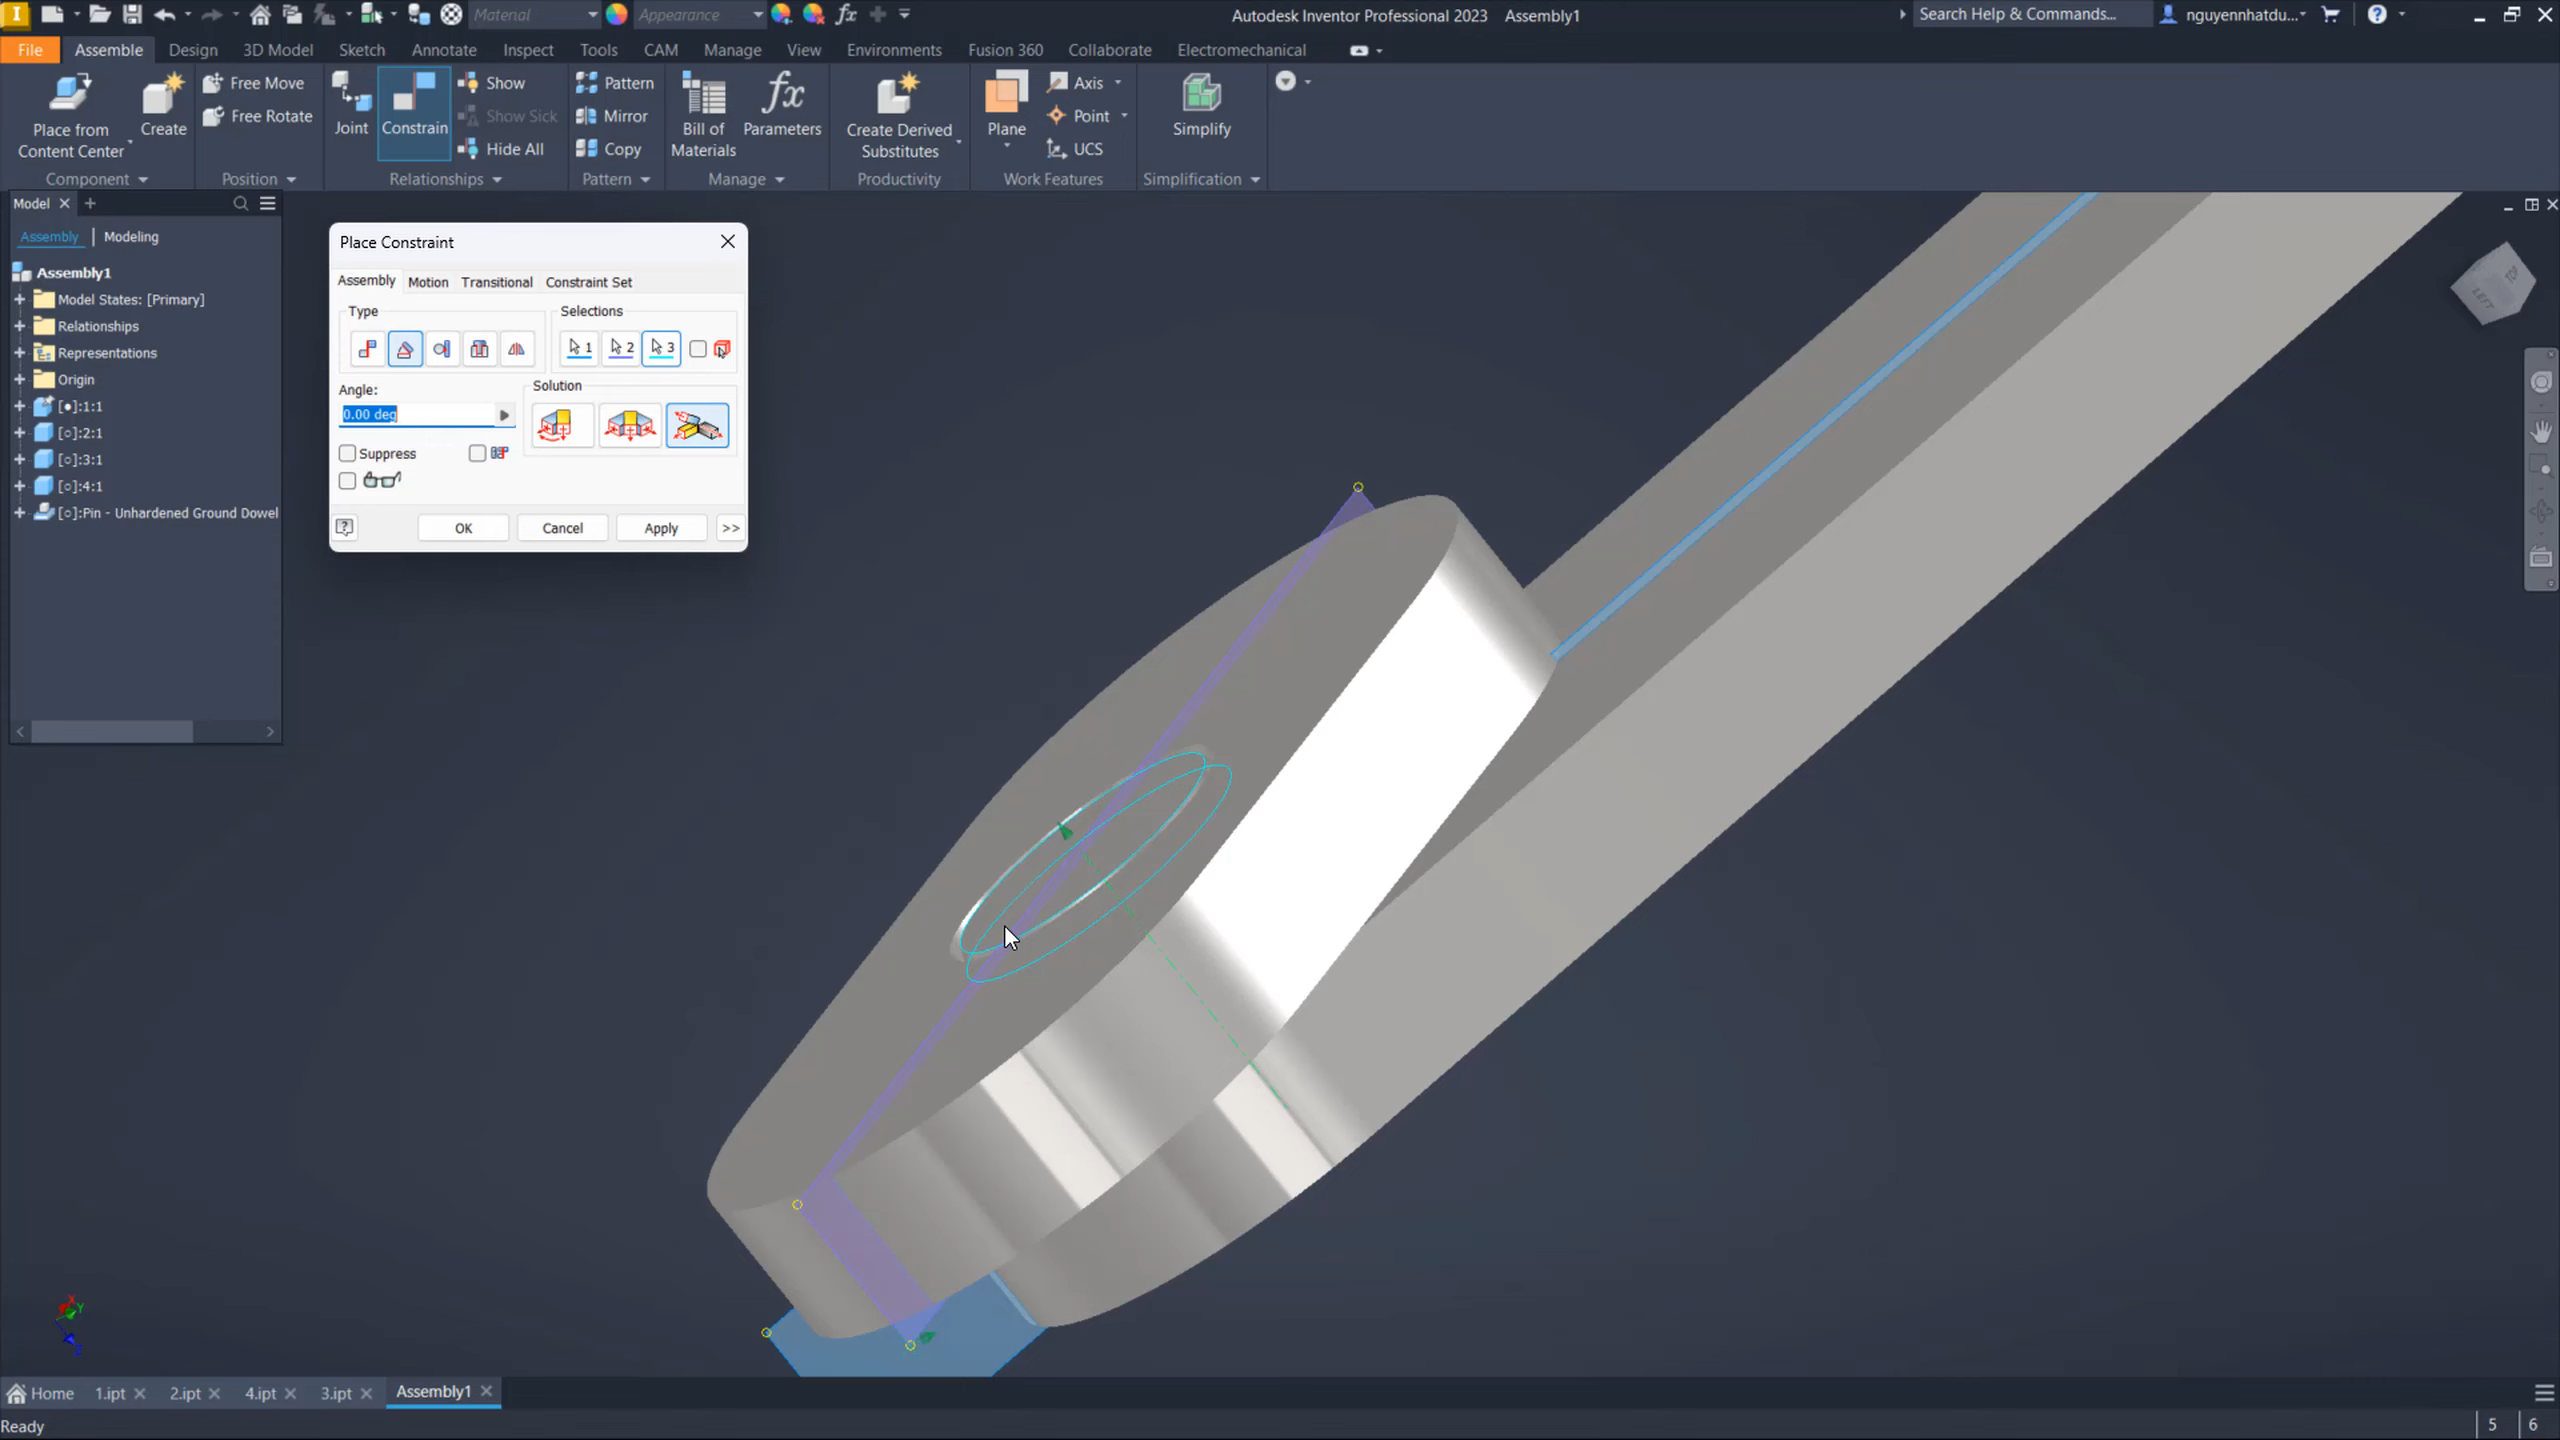 Material
Appearance
fx
Autodesk Inventor Professional 2023 Assembly1
Search Help & Commands...
nguyennhatdu...
File Assemble Design 3D Model Sketch Annotate Inspect Tools CAM Manage View Environments Fusion 360 Collaborate Electromechanical
Place from
Content Center
Create
Free Move
Free Rotate
Joint
Constrain
Show
Show Sick
Hide All
Pattern
Mirror
Copy
Bill of
Materials
fx
Parameters
Create Derived
Substitutes
Plane
Axis
Point
UCS
Simplify
Component Position Relationships Pattern Manage Productivity Work Features Simplification
Model
Assembly | Modeling
Assembly1
Model States: [Primary]
Relationships
Representations
Origin
[●]:1:1
[○]:2:1
[○]:3:1
[○]:4:1
[○]:Pin - Unhardened Ground Dowel
Place Constraint
Assembly Motion Transitional Constraint Set
Type
Selections
1 2 3
Angle:
0.00 deg
Solution
Suppress
OK Cancel Apply >>
LEFT
X
Y
Z
Home 1.ipt 2.ipt 4.ipt 3.ipt Assembly1
Ready
5 6